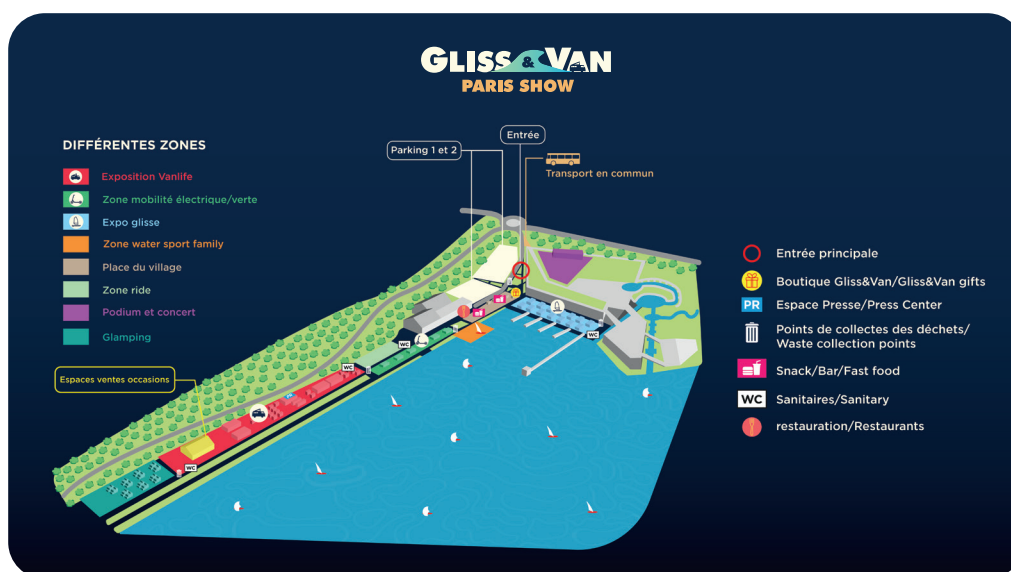 GLISS & VAN
PARIS SHOW
DIFFÉRENTES ZONES
Exposition Vanlife
Zone mobilité électrique/verte
Expo glisse
Zone water sport family
Place du village
Zone ride
Podium et concert
Glamping
Espaces ventes occasions
Parking 1 et 2
Entrée
Transport en commun
WC
WC
WC
WC
PR
Entrée principale
Boutique Gliss&Van/Gliss&Van gifts
PR Espace Presse/Press Center
Points de collectes des déchets/
Waste collection points
Snack/Bar/Fast food
WC Sanitaires/Sanitary
restauration/Restaurants